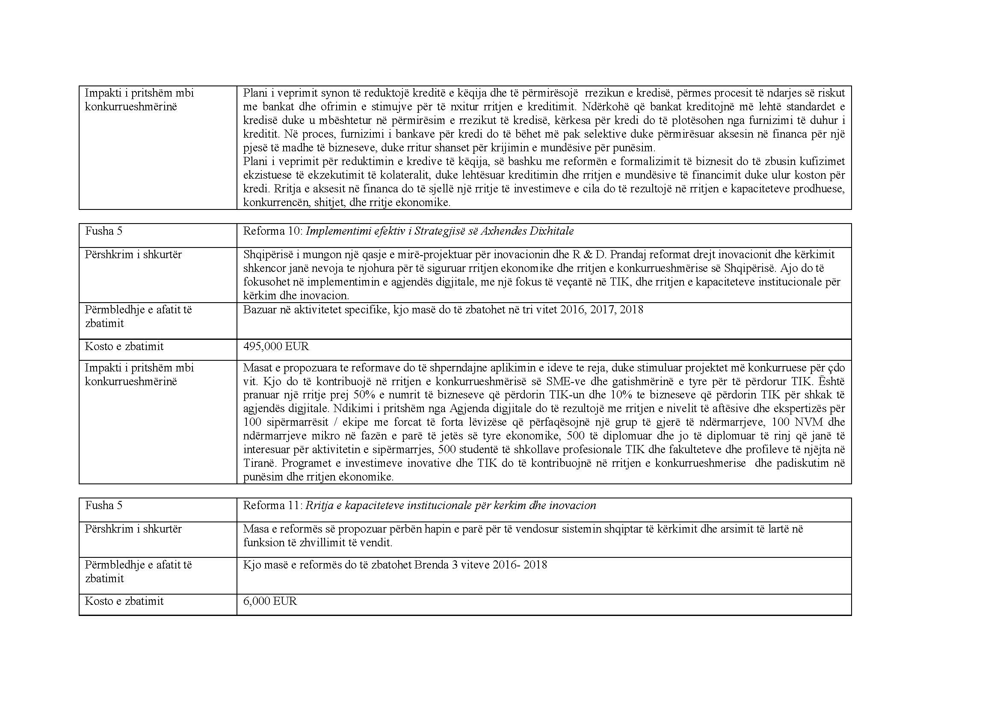 Impakti i pritshëm mbi
konkurrueshmërinë
Plani i veprimit synon të reduktojë kreditë e këqija dhe të përmirësojë  rrezikun e kredisë, përmes procesit të ndarjes së riskut
me bankat dhe ofrimin e stimujve për të nxitur rritjen e kreditimit. Ndërkohë që bankat kreditojnë më lehtë standardet e
kredisë duke u mbështetur në përmirësim e rrezikut të kredisë, kërkesa për kredi do të plotësohen nga furnizimi të duhur i
kreditit. Në proces, furnizimi i bankave për kredi do të bëhet më pak selektive duke përmirësuar aksesin në financa për një
pjesë të madhe të bizneseve, duke rritur shanset për krijimin e mundësive për punësim.
Plani i veprimit për reduktimin e kredive të këqija, së bashku me reformën e formalizimit të biznesit do të zbusin kufizimet
ekzistuese të ekzekutimit të kolateralit, duke lehtësuar kreditimin dhe rritjen e mundësive të financimit duke ulur koston për
kredi. Rritja e aksesit në financa do të sjellë një rritje të investimeve e cila do të rezultojë në rritjen e kapaciteteve prodhuese,
konkurrencën, shitjet, dhe rritje ekonomike.
Fusha 5
Reforma 10: Implementimi efektiv i Strategjisë së Axhendes Dixhitale
Përshkrim i shkurtër
Shqipërisë i mungon një qasje e mirë-projektuar për inovacionin dhe R & D. Prandaj reformat drejt inovacionit dhe kërkimit
shkencor janë nevoja te njohura për të siguruar rritjen ekonomike dhe rritjen e konkurrueshmërise së Shqipërisë. Ajo do të
fokusohet në implementimin e agjendës digjitale, me një fokus të veçantë në TIK, dhe rritjen e kapaciteteve institucionale për
kërkim dhe inovacion.
Përmbledhje e afatit të
zbatimit
Bazuar në aktivitetet specifike, kjo masë do të zbatohet në tri vitet 2016, 2017, 2018
Kosto e zbatimit
495,000 EUR
Impakti i pritshëm mbi
konkurrueshmërinë
Masat e propozuara te reformave do të shperndajne aplikimin e ideve te reja, duke stimuluar projektet më konkurruese për çdo
vit. Kjo do të kontribuojë në rritjen e konkurrueshmërisë së SME-ve dhe gatishmërinë e tyre për të përdorur TIK. Është
pranuar një rritje prej 50% e numrit të bizneseve që përdorin TIK-un dhe 10% te bizneseve që përdorin TIK për shkak të
agjendës digjitale. Ndikimi i pritshëm nga Agjenda digjitale do të rezultojë me rritjen e nivelit të aftësive dhe ekspertizës për
100 sipërmarrësit / ekipe me forcat të forta lëvizëse që përfaqësojnë një grup të gjerë të ndërmarrjeve, 100 NVM dhe
ndërmarrjeve mikro në fazën e parë të jetës së tyre ekonomike, 500 të diplomuar dhe jo të diplomuar të rinj që janë të
interesuar për aktivitetin e sipërmarrjes, 500 studentë të shkollave profesionale TIK dhe fakulteteve dhe profileve të njëjta në
Tiranë. Programet e investimeve inovative dhe TIK do të kontribuojnë në rritjen e konkurrueshmerise  dhe padiskutim në
punësim dhe rritjen ekonomike.
Fusha 5
Reforma 11: Rritja e kapaciteteve institucionale për kerkim dhe inovacion
Përshkrim i shkurtër
Masa e reformës së propozuar përbën hapin e parë për të vendosur sistemin shqiptar të kërkimit dhe arsimit të lartë në
funksion të zhvillimit të vendit.
Përmbledhje e afatit të
zbatimit
Kjo masë e reformës do të zbatohet Brenda 3 viteve 2016- 2018
Kosto e zbatimit
6,000 EUR